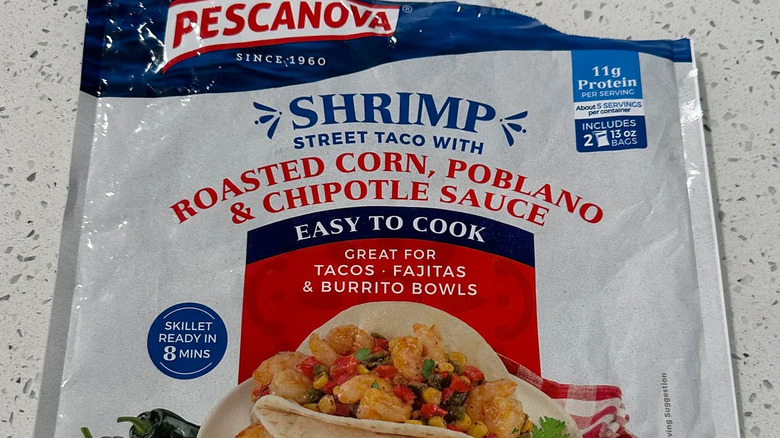 PESCANOVA®
SINCE 1960
11g
Protein
PER SERVING
About 5 SERVINGS
per container
INCLUDES
2 13 oz
BAGS
SHRIMP
STREET TACO WITH
ROASTED CORN, POBLANO
& CHIPOTLE SAUCE
EASY TO COOK
GREAT FOR
TACOS · FAJITAS
& BURRITO BOWLS
SKILLET
READY IN
8 MINS
Serving Suggestion